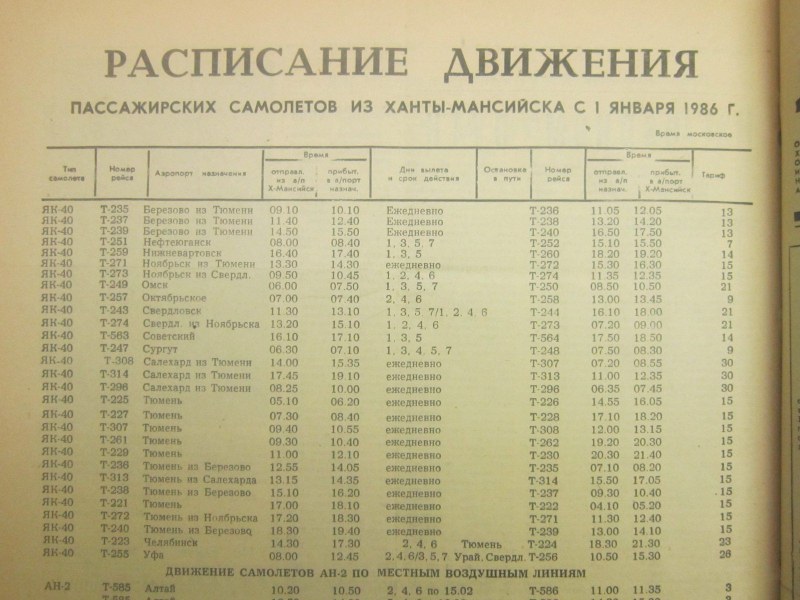 РАСПИСАНИЕ ДВИЖЕНИЯ
ПАССАЖИРСКИХ САМОЛЕТОВ ИЗ ХАНТЫ-МАНСИЙСКА С 1 ЯНВАРЯ 1986 Г.
Время московское
Тип самолета Номер рейса Аэропорт назначения Время отправл. из а/п Х-Мансийск прибыл. в а/порт назнач. Дни вылета и срок действия Остановка в пути Номер рейса Время отправл. из а/п назнач. прибыл. в а/порт Х-Мансийск Тариф
ЯК-40 Т-235 Березово из Тюмени 09.10 10.10 Ежедневно Т-236 11.05 12.05 13
ЯК-40 Т-237 Березово из Тюмени 11.40 12.40 Ежедневно Т-238 13.20 14.20 13
ЯК-40 Т-239 Березово из Тюмени 14.50 15.50 Ежедневно Т-240 16.50 17.50 13
ЯК-40 Т-251 Нефтеюганск 08.00 08.40 1, 3, 5, 7 Т-252 15.10 15.50 7
ЯК-40 Т-259 Нижневартовск 16.40 17.40 1, 3, 5 Т-260 18.20 19.20 14
ЯК-40 Т-271 Ноябрьск из Тюмени 13.30 14.30 ежедневно Т-272 15.30 16.30 15
ЯК-40 Т-273 Ноябрьск из Свердл. 09.50 10.45 1, 2, 4, 6 Т-274 11.35 12.35 15
ЯК-40 Т-249 Омск 06.00 07.50 1, 3, 5, 7 Т-250 08.50 10.50 21
ЯК-40 Т-257 Октябрьское 07.00 07.40 2, 4, 6 Т-258 13.00 13.45 9
ЯК-40 Т-243 Свердловск 11.30 13.10 1, 3, 5, 7/1, 2, 4, 6 Т-244 16.10 18.00 21
ЯК-40 Т-274 Свердл. из Ноябрьска 13.20 15.10 1, 2, 4, 6 Т-273 07.20 09.00 21
ЯК-40 Т-563 Советский 16.10 17.10 1, 3, 5 Т-564 17.50 18.50 14
ЯК-40 Т-247 Сургут 06.30 07.10 1, 3, 4, 5, 7 Т-248 07.50 08.30 9
ЯК-40 Т-308 Салехард из Тюмени 14.00 15.35 ежедневно Т-307 07.20 08.55 30
ЯК-40 Т-314 Салехард из Тюмени 17.45 19.10 ежедневно Т-313 11.00 12.35 30
ЯК-40 Т-296 Салехард из Тюмени 08.25 10.00 ежедневно Т-296 06.35 07.45 30
ЯК-40 Т-225 Тюмень 05.10 06.20 ежедневно Т-226 14.55 16.05 15
ЯК-40 Т-227 Тюмень 07.30 08.40 ежедневно Т-228 17.10 18.20 15
ЯК-40 Т-307 Тюмень 09.40 10.55 ежедневно Т-308 12.00 13.15 15
ЯК-40 Т-261 Тюмень 09.30 10.40 ежедневно Т-262 19.20 20.30 15
ЯК-40 Т-229 Тюмень 11.00 12.10 ежедневно Т-230 20.30 21.40 15
ЯК-40 Т-236 Тюмень из Березово 12.55 14.05 ежедневно Т-235 07.10 08.20 15
ЯК-40 Т-313 Тюмень из Салехарда 13.15 14.35 ежедневно Т-314 15.50 17.05 15
ЯК-40 Т-238 Тюмень из Березово 15.10 16.20 ежедневно Т-237 09.30 10.40 15
ЯК-40 Т-221 Тюмень 17.00 18.10 ежедневно Т-222 04.10 05.20 15
ЯК-40 Т-272 Тюмень из Ноябрьска 17.20 18.30 ежедневно Т-271 11.30 12.40 15
ЯК-40 Т-240 Тюмень из Березово 18.30 19.40 ежедневно Т-239 13.00 14.10 15
ЯК-40 Т-223 Челябинск 14.30 17.30 2, 4, 6 Тюмень Т-224 18.30 21.30 23
ЯК-40 Т-255 Уфа 08.00 12.45 2, 4, 6/3, 5, 7 Урай, Свердл. Т-256 10.50 15.30 26
ДВИЖЕНИЕ САМОЛЕТОВ АН-2 ПО МЕСТНЫМ ВОЗДУШНЫМ ЛИНИЯМ
АН-2 Т-585 Алтай 10.20 10.50 2, 4, 6 по 15.02 Т-586 11.00 11.35 3